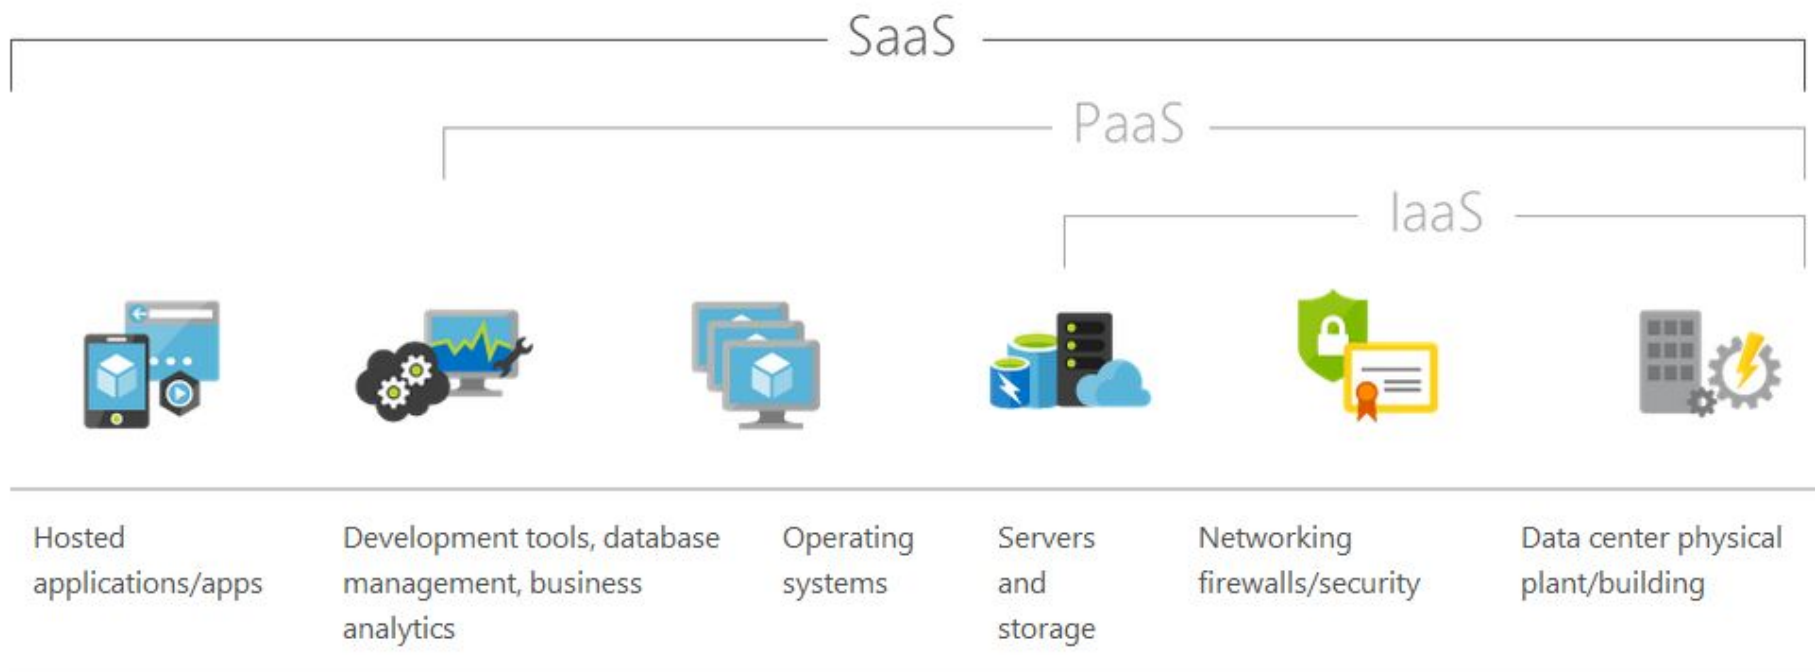 SaaS
PaaS
IaaS
Hosted
applications/apps
Development tools, database
management, business
analytics
Operating
systems
Servers
and
storage
Networking
firewalls/security
Data center physical
plant/building